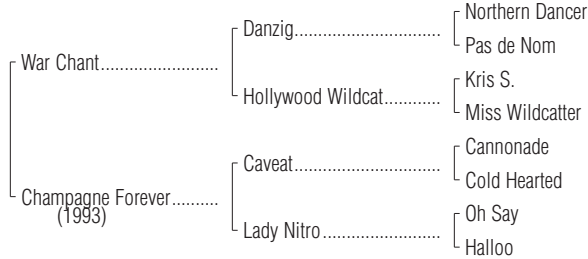 Northern Dancer
Danzig..................................
Pas de Nom
War Chant...........................
Kris S.
Hollywood Wildcat.............
Miss Wildcatter
Cannonade
Caveat..................................
Cold Hearted
Champagne Forever..........
(1993)
Oh Say
Lady Nitro...........................
Halloo